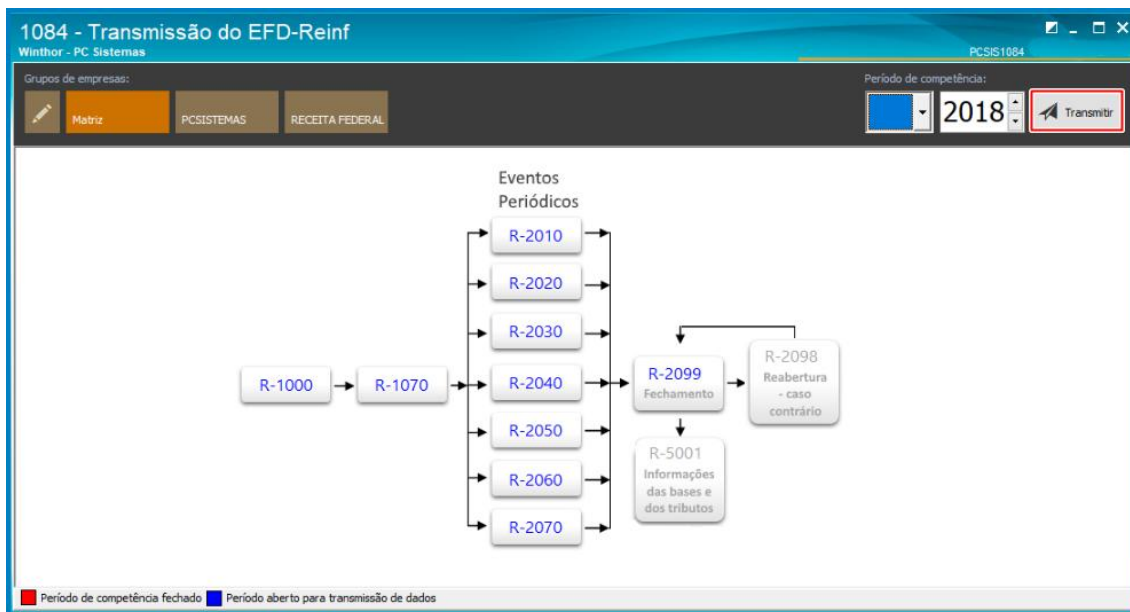 1084 - Transmissão do EFD-Reinf
Winthor - PC Sistemas
PCSIS1084
Grupos de empresas:
Período de competência:
Matriz
PCSISTEMAS
RECEITA FEDERAL
2018
Transmitir
Eventos
Periódicos
R-2010
R-2020
R-2030
R-1000
R-1070
R-2040
R-2050
R-2060
R-2070
R-2099
Fechamento
R-2098
Reabertura
- caso
contrário
R-5001
Informações
das bases e
dos tributos
Período de competência fechado
Período aberto para transmissão de dados